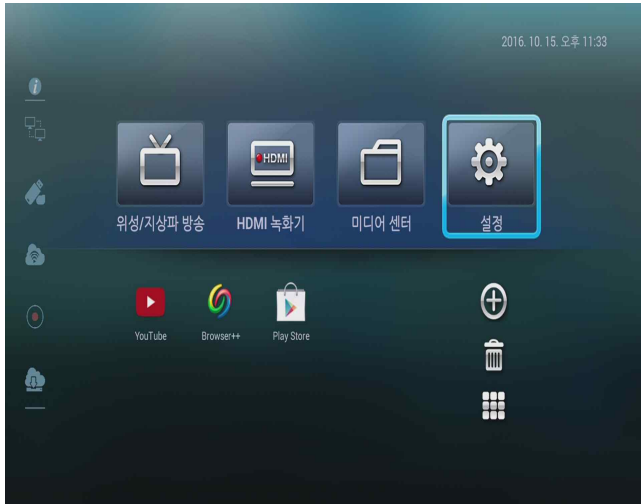 2016. 10. 15. 오후 11:33
HDMI
위성/지상파 방송
HDMI 녹화기
미디어 센터
설정
YouTube
Browser++
Play Store